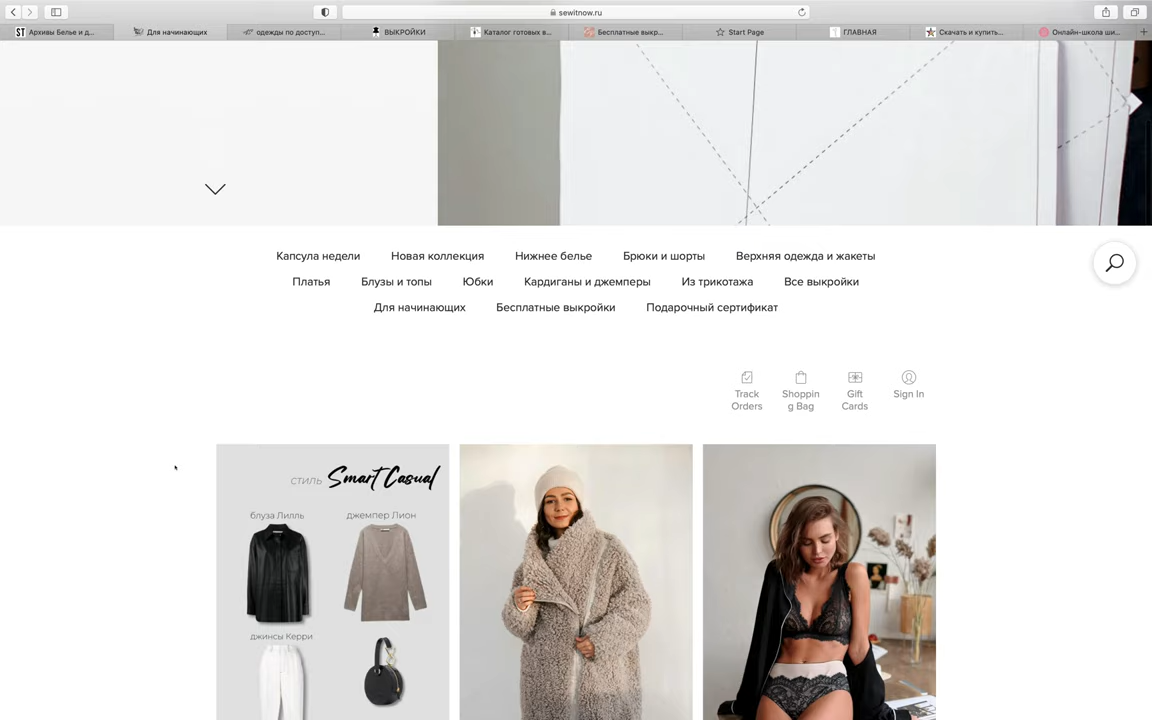 sewitnow.ru
Архивы Белье и д...
Для начинающих
одежды по доступ...
ВЫКРОЙКИ
Каталог готовых в...
Бесплатные выкр...
Start Page
ГЛАВНАЯ
Скачать и купить...
Онлайн-школа ши...
Капсула недели Новая коллекция Нижнее белье Брюки и шорты Верхняя одежда и жакеты
Платья Блузы и топы Юбки Кардиганы и джемперы Из трикотажа Все выкройки
Для начинающих Бесплатные выкройки Подарочный сертификат
Track
Orders
Shoppin
g Bag
Gift
Cards
Sign In
СТИЛЬ Smart Casual
блуза Лилль
джемпер Лион
джинсы Керри